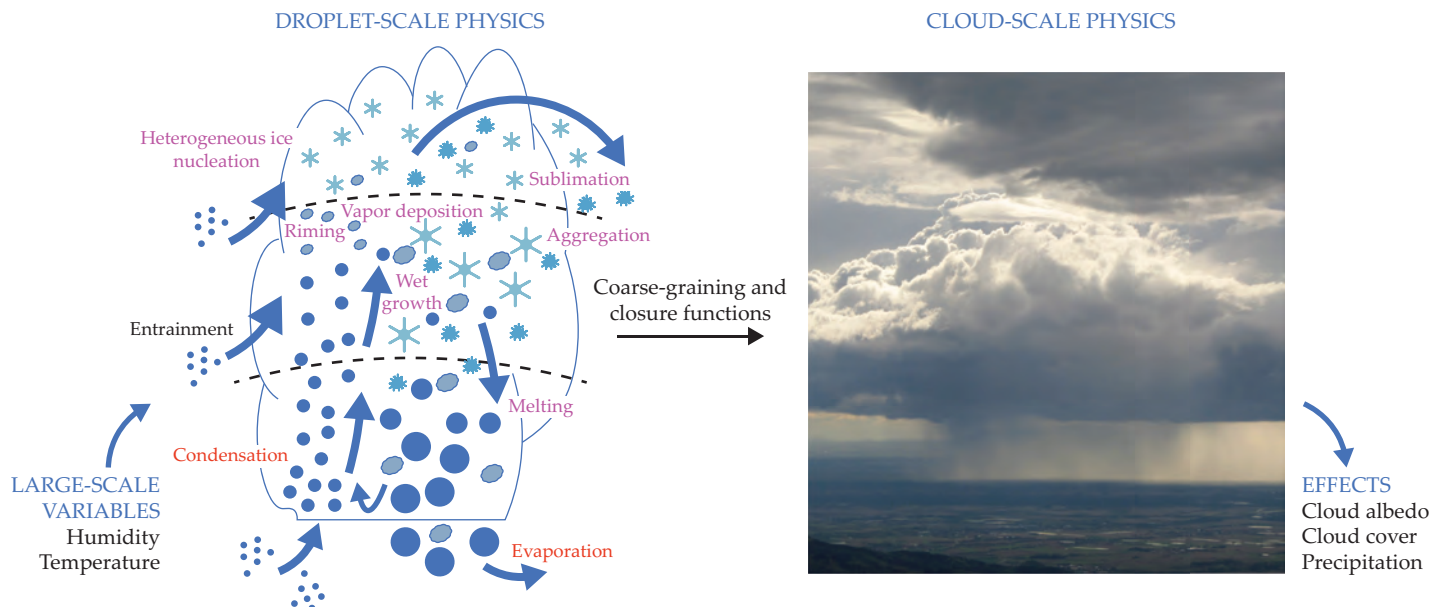 DROPLET-SCALE PHYSICS
CLOUD-SCALE PHYSICS
Heterogeneous ice
nucleation
Sublimation
Vapor deposition
Riming
Aggregation
Wet
growth
Coarse-graining and
closure functions
Entrainment
Melting
Condensation
LARGE-SCALE
VARIABLES
Humidity
Temperature
Evaporation
EFFECTS
Cloud albedo
Cloud cover
Precipitation